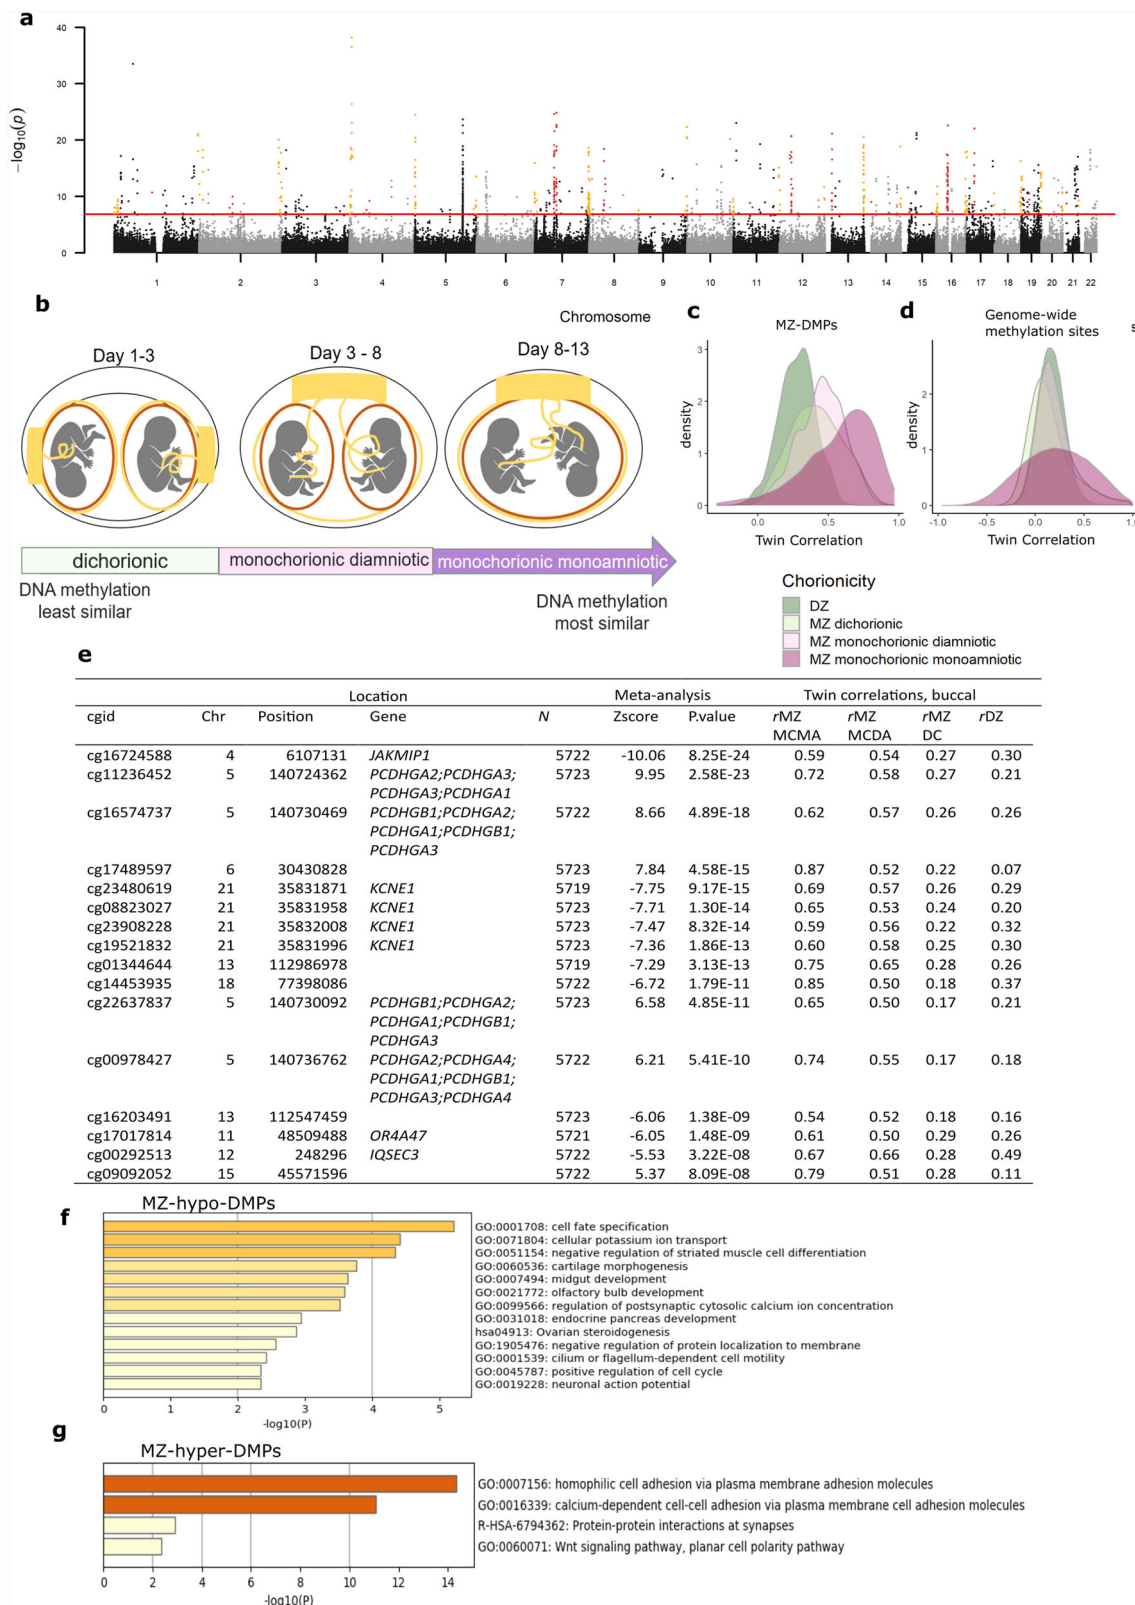 a
40
30
20
10
0
−log10(p)
1 2 3 4 5 6 7 8 9 10 11 12 13 14 15 16 17 18 19 20 21 22
Chromosome
b
Day 1-3
Day 3 - 8
Day 8-13
dichorionic
monochorionic diamniotic
monochorionic monoamniotic
DNA methylation
least similar
DNA methylation
most similar
c
MZ-DMPs
3
2
1
0
density
0.0 0.5 1.0
Twin Correlation
d
Genome-wide
methylation sites
s
3
2
1
0
density
-1.0 -0.5 0.0 0.5 1.0
Twin Correlation
Chorionicity
DZ
MZ dichorionic
MZ monochorionic diamniotic
MZ monochorionic monoamniotic
e
Location Meta-analysis Twin correlations, buccal
cgid Chr Position Gene N Zscore P.value rMZ rMZ rMZ rDZ
MCMA MCDA DC
cg16724588 4 6107131 JAKMIP1 5722 -10.06 8.25E-24 0.59 0.54 0.27 0.30
cg11236452 5 140724362 PCDHGA2;PCDHGA3; 5723 9.95 2.58E-23 0.72 0.58 0.27 0.21
PCDHGA3;PCDHGA1
cg16574737 5 140730469 PCDHGB1;PCDHGA2; 5722 8.66 4.89E-18 0.62 0.57 0.26 0.26
PCDHGA1;PCDHGB1;
PCDHGA3
cg17489597 6 30430828 5723 7.84 4.58E-15 0.87 0.52 0.22 0.07
cg23480619 21 35831871 KCNE1 5719 -7.75 9.17E-15 0.69 0.57 0.26 0.29
cg08823027 21 35831958 KCNE1 5723 -7.71 1.30E-14 0.65 0.53 0.24 0.20
cg23908228 21 35832008 KCNE1 5723 -7.47 8.32E-14 0.59 0.56 0.22 0.32
cg19521832 21 35831996 KCNE1 5723 -7.36 1.86E-13 0.60 0.58 0.25 0.30
cg01344644 13 112986978 5719 -7.29 3.13E-13 0.75 0.65 0.28 0.26
cg14453935 18 77398086 5722 -6.72 1.79E-11 0.85 0.50 0.18 0.37
cg22637837 5 140730092 PCDHGB1;PCDHGA2; 5723 6.58 4.85E-11 0.65 0.50 0.17 0.21
PCDHGA1;PCDHGB1;
PCDHGA3
cg00978427 5 140736762 PCDHGA2;PCDHGA4; 5722 6.21 5.41E-10 0.74 0.55 0.17 0.18
PCDHGA1;PCDHGB1;
PCDHGA3;PCDHGA4
cg16203491 13 112547459 5723 -6.06 1.38E-09 0.54 0.52 0.18 0.16
cg17017814 11 48509488 OR4A47 5721 -6.05 1.48E-09 0.61 0.50 0.29 0.26
cg00292513 12 248296 IQSEC3 5722 -5.53 3.22E-08 0.67 0.66 0.28 0.49
cg09092052 15 45571596 5722 5.37 8.09E-08 0.79 0.51 0.28 0.11
f
MZ-hypo-DMPs
GO:0001708: cell fate specification
GO:0071804: cellular potassium ion transport
GO:0051154: negative regulation of striated muscle cell differentiation
GO:0060536: cartilage morphogenesis
GO:0007494: midgut development
GO:0021772: olfactory bulb development
GO:0099566: regulation of postsynaptic cytosolic calcium ion concentration
GO:0031018: endocrine pancreas development
hsa04913: Ovarian steroidogenesis
GO:1905476: negative regulation of protein localization to membrane
GO:0001539: cilium or flagellum-dependent cell motility
GO:0045787: positive regulation of cell cycle
GO:0019228: neuronal action potential
0 1 2 3 4 5
-log10(P)
g
MZ-hyper-DMPs
GO:0007156: homophilic cell adhesion via plasma membrane adhesion molecules
GO:0016339: calcium-dependent cell-cell adhesion via plasma membrane cell adhesion molecules
R-HSA-6794362: Protein-protein interactions at synapses
GO:0060071: Wnt signaling pathway, planar cell polarity pathway
0 2 4 6 8 10 12 14
-log10(P)